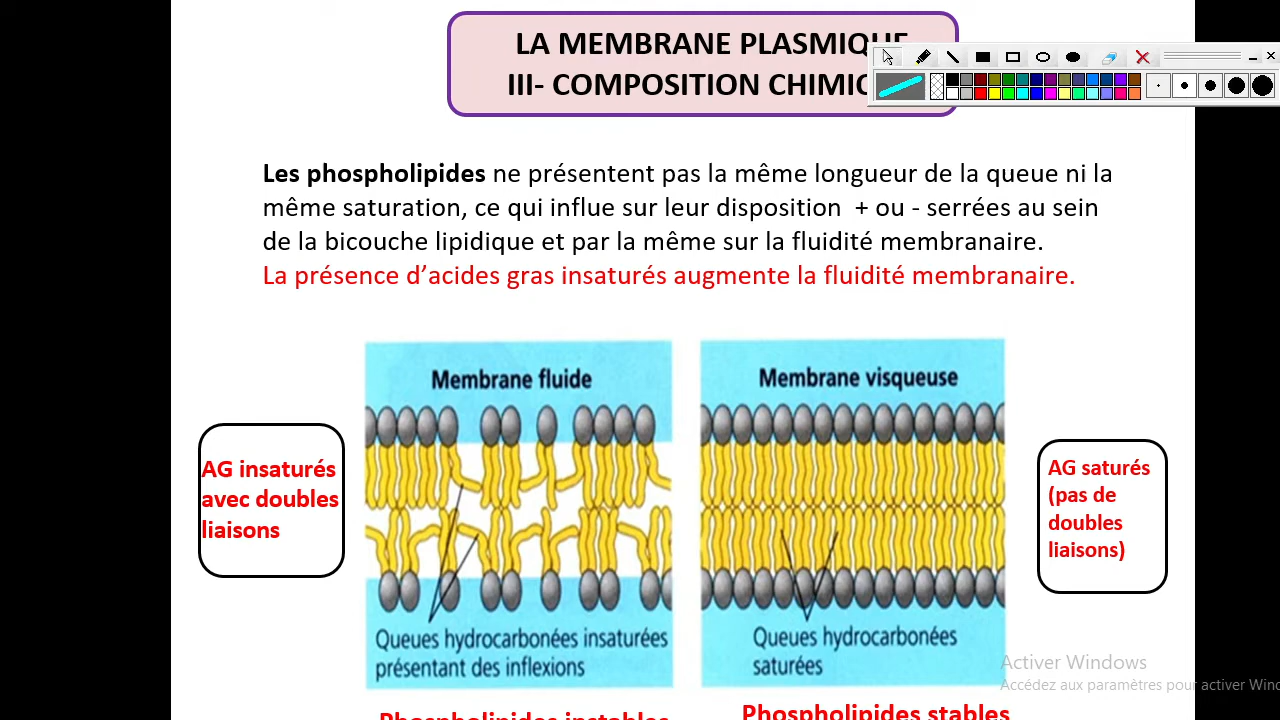 LA MEMBRANE PLASMIQUE
III- COMPOSITION
Les phospholipides ne présentent pas la même longueur de la queue ni la
même saturation, ce qui influe sur leur disposition + ou - serrées au sein
de la bicouche lipidique et par la même sur la fluidité membranaire.
La présence d’acides gras insaturés augmente la fluidité membranaire.
Membrane fluide
Membrane visqueuse
AG insaturés
avec doubles
liaisons
AG saturés
(pas de
doubles
liaisons)
Queues hydrocarbonées insaturées
présentant des inflexions
Queues hydrocarbonées
saturées
Activer Windows
Accédez aux paramètres pour activer
Phospholipides instables
Phospholipides stables